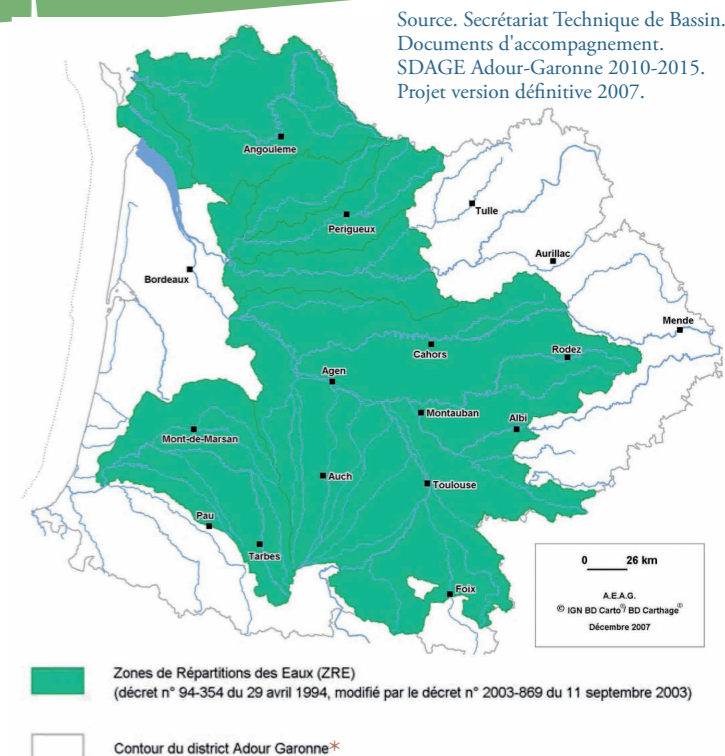 Source. Secrétariat Technique de Bassin.
Documents d'accompagnement.
SDAGE Adour-Garonne 2010-2015.
Projet version définitive 2007.
Angouleme
Tulle
Perigueux
Aurillac
Bordeaux
Mende
Cahors
Rodez
Agen
Montauban
Albi
Mont-de-Marsan
Auch
Toulouse
Pau
Tarbes
Foix
0 26 km
A.E.A.G.
© IGN BD Carto® / BD Carthage®
Décembre 2007
Zones de Répartitions des Eaux (ZRE)
(décret n° 94-354 du 29 avril 1994, modifié par le décret n° 2003-869 du 11 septembre 2003)
Contour du district Adour Garonne*